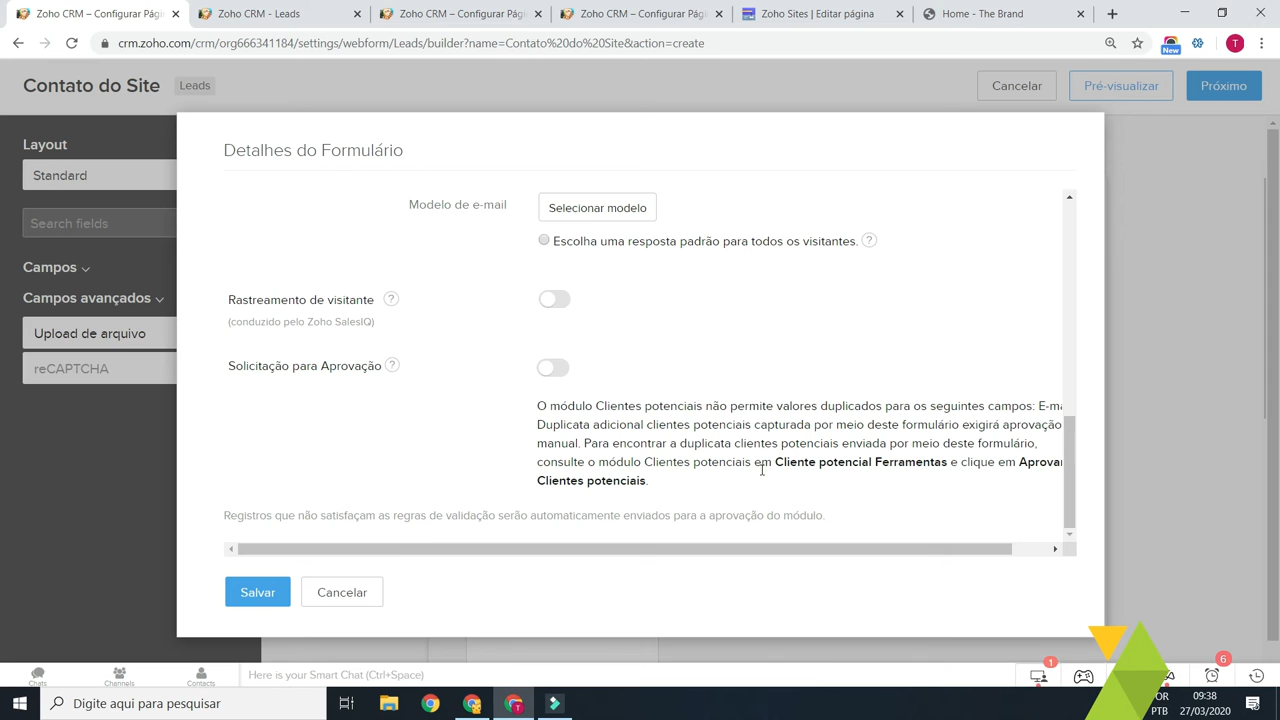 Zoho CRM – Configurar Pági
Zoho CRM - Leads
Zoho CRM – Configurar Pági
Zoho CRM – Configurar Pági
Zoho Sites | Editar página
Home - The Brand
crm.zoho.com/crm/org666341184/settings/webform/Leads/builder?name=Contato%20do%20Site&action=create
New
T
Contato do Site
Leads
Cancelar
Pré-visualizar
Próximo
Layout
Standard
Search fields
Campos
Campos avançados
Upload de arquivo
reCAPTCHA
Detalhes do Formulário
Modelo de e-mail
Selecionar modelo
Escolha uma resposta padrão para todos os visitantes. ?
Rastreamento de visitante ?
(conduzido pelo Zoho SalesIQ)
Solicitação para Aprovação ?
O módulo Clientes potenciais não permite valores duplicados para os seguintes campos: E-ma
Duplicata adicional clientes potenciais capturada por meio deste formulário exigirá aprovação
manual. Para encontrar a duplicata clientes potenciais enviada por meio deste formulário,
consulte o módulo Clientes potenciais em Cliente potencial Ferramentas e clique em Aprovar
Clientes potenciais.
Registros que não satisfaçam as regras de validação serão automaticamente enviados para a aprovação do módulo.
Salvar
Cancelar
Chats
Channels
Contacts
Here is your Smart Chat (Ctrl+Space)
1
6
Digite aqui para pesquisar
POR
PTB
09:38
27/03/2020